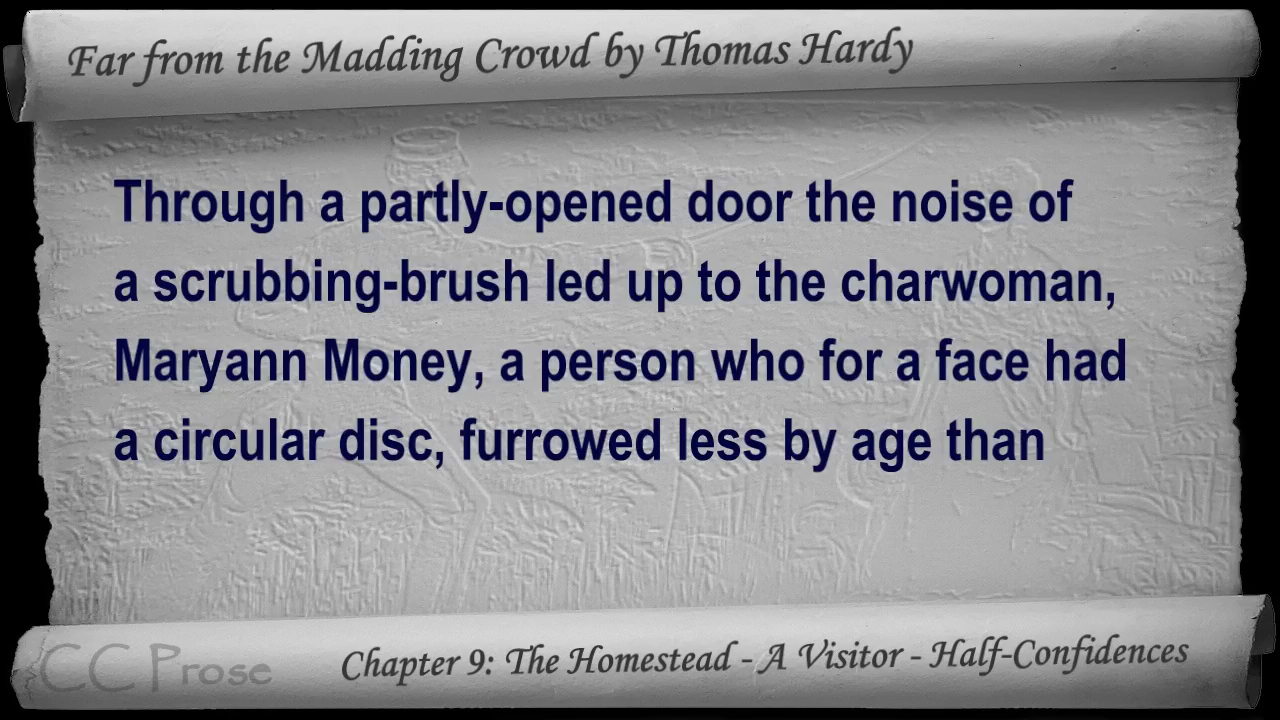 Far from the Madding Crowd by Thomas Hardy
Through a partly-opened door the noise of
a scrubbing-brush led up to the charwoman,
Maryann Money, a person who for a face had
a circular disc, furrowed less by age than
CC Prose
Chapter 9: The Homestead - A Visitor - Half-Confidences